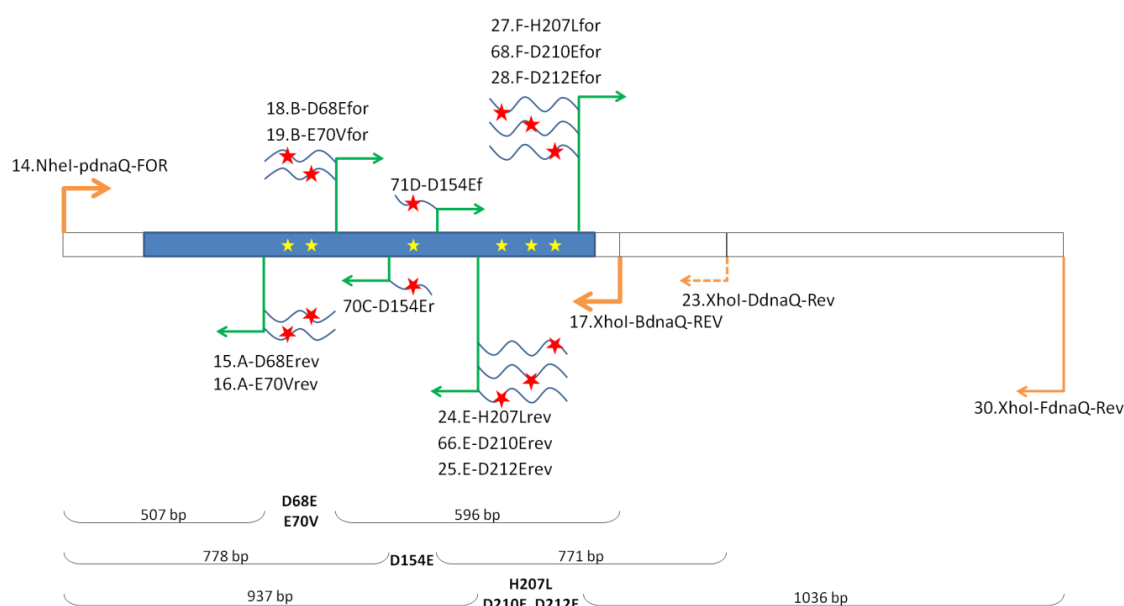 27.F-H207Lfor
68.F-D210Efor
28.F-D212Efor
18.B-D68Efor
19.B-E70Vfor
14.NheI-pdnaQ-FOR
71D-D154Ef
70C-D154Er
23.XhoI-DdnaQ-Rev
17.XhoI-BdnaQ-REV
15.A-D68Erev
16.A-E70Vrev
24.E-H207Lrev
66.E-D210Erev
25.E-D212Erev
30.XhoI-FdnaQ-Rev
D68E
E70V
507 bp
596 bp
778 bp
D154E
771 bp
H207L
937 bp
D210E, D212E
1036 bp